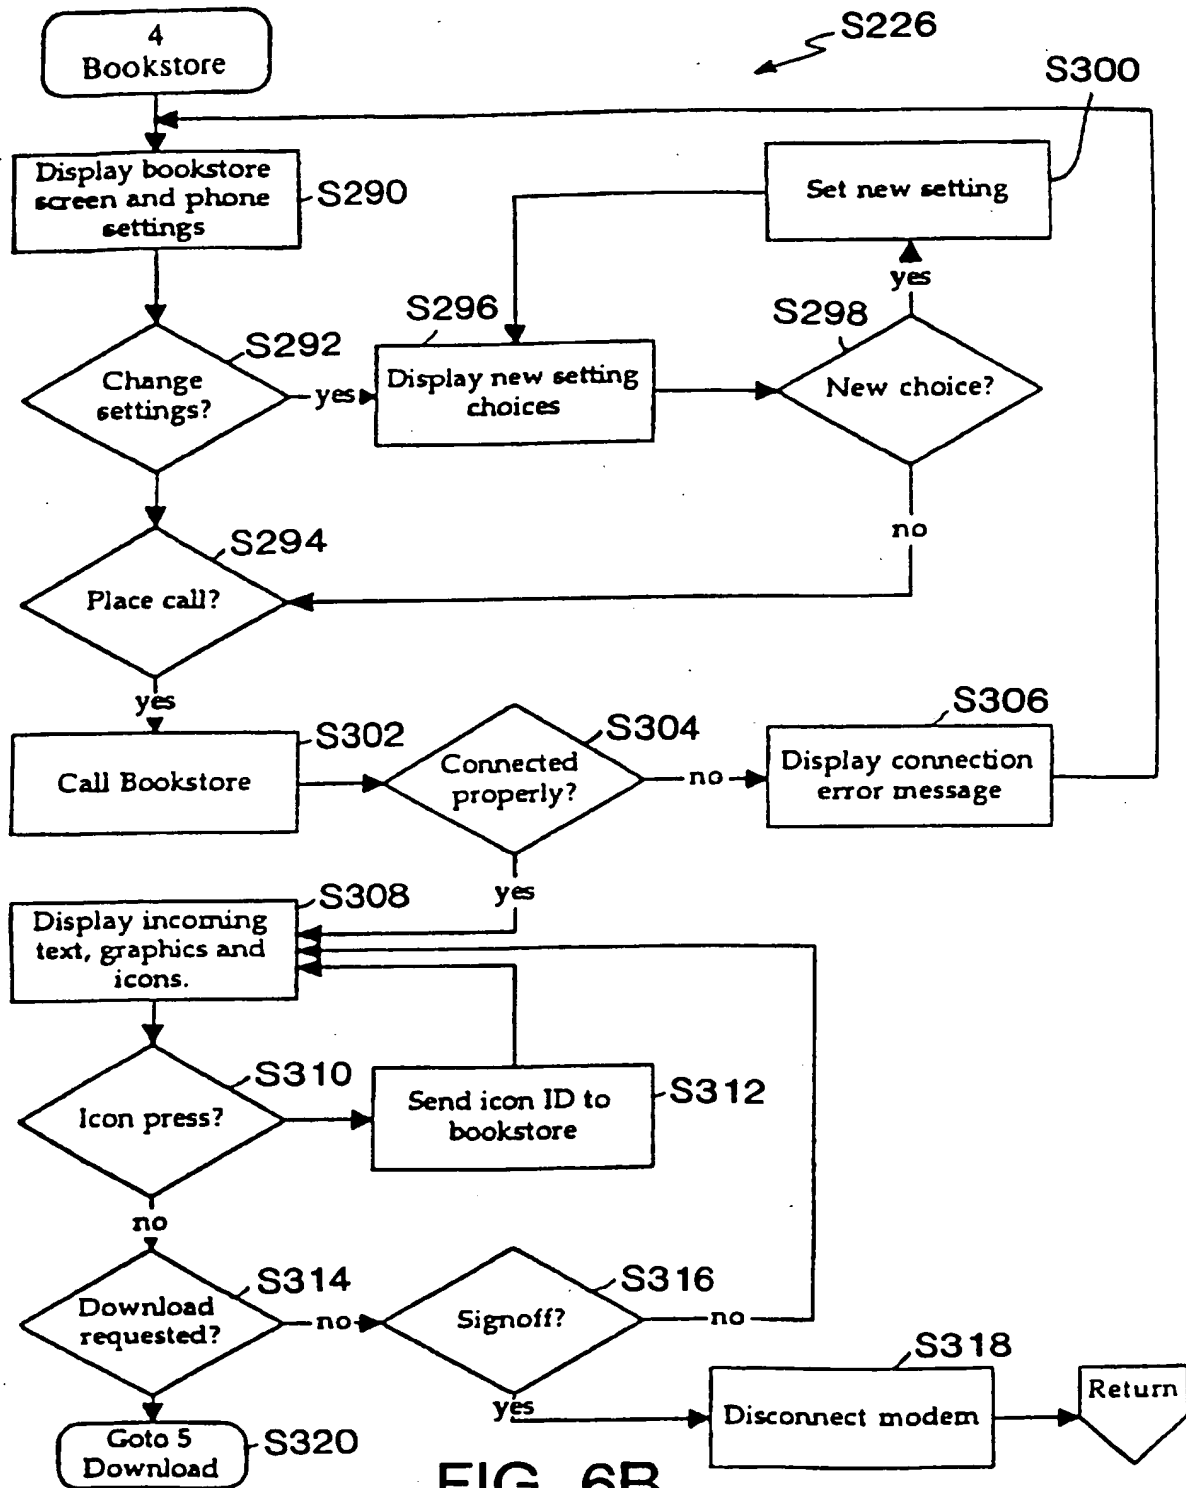 4
Bookstore
S226
S300
Display bookstore
screen and phone
settings
S290
Set new setting
yes
S296
S298
S292
Change
settings?
yes
Display new setting
choices
New choice?
no
S294
Place call?
yes
S302
Call Bookstore
S304
Connected
properly?
no
S306
Display connection
error message
yes
S308
Display incoming
text, graphics and
icons.
S310
Icon press?
Send icon ID to
bookstore
S312
no
S314
Download
requested?
no
S316
Signoff?
no
S318
yes
Disconnect modem
Return
Goto 5
Download
S320
FIG. 6B